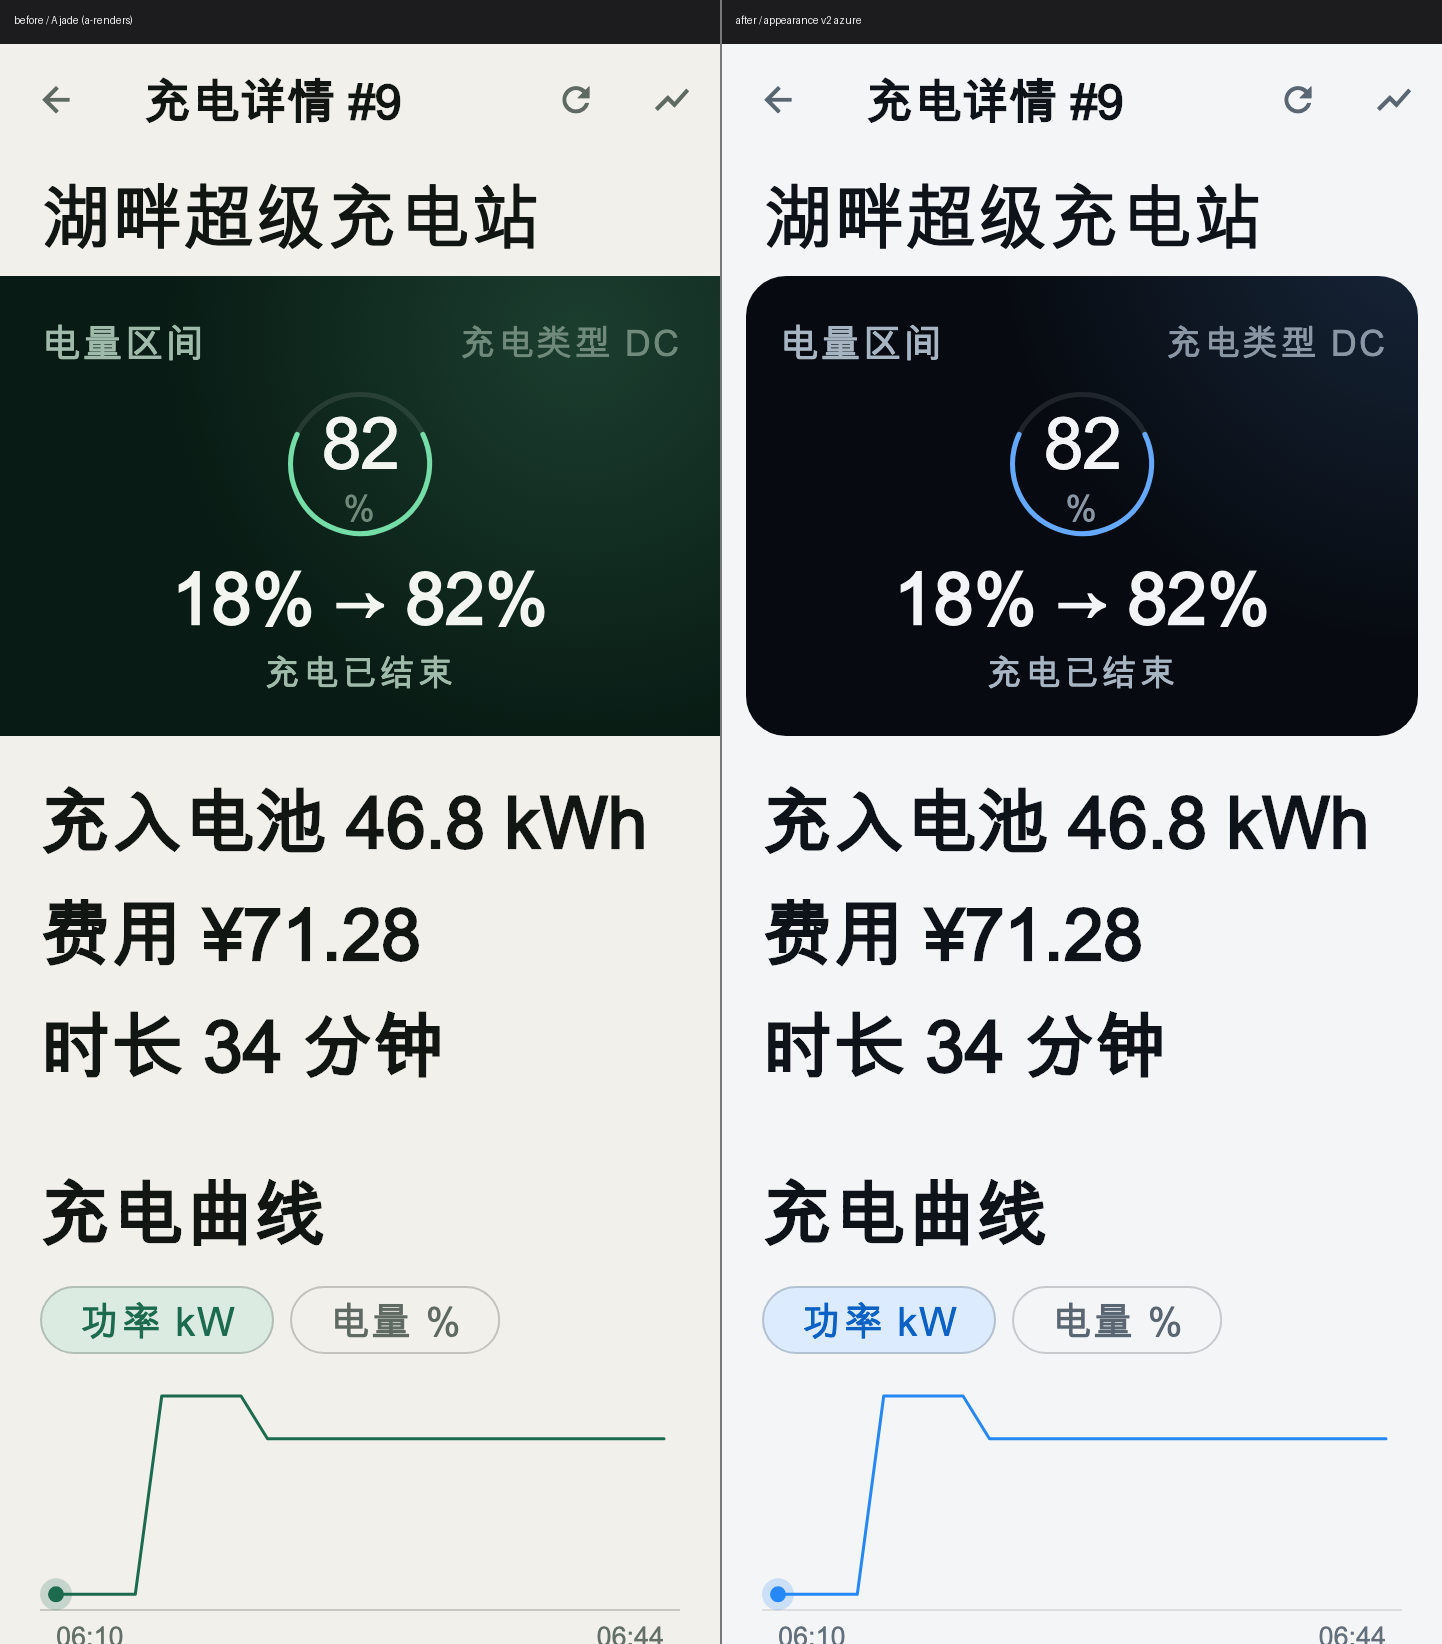 before / A jade (a-renders)
充电详情 #9
湖畔超级充电站
电量区间
充电类型 DC
82
%
18% → 82%
充电已结束
充入电池 46.8 kWh
费用 ¥71.28
时长 34 分钟
充电曲线
功率 kW
电量 %
06:10
06:44
after / appearance v2 azure
充电详情 #9
湖畔超级充电站
电量区间
充电类型 DC
82
%
18% → 82%
充电已结束
充入电池 46.8 kWh
费用 ¥71.28
时长 34 分钟
充电曲线
功率 kW
电量 %
06:10
06:44